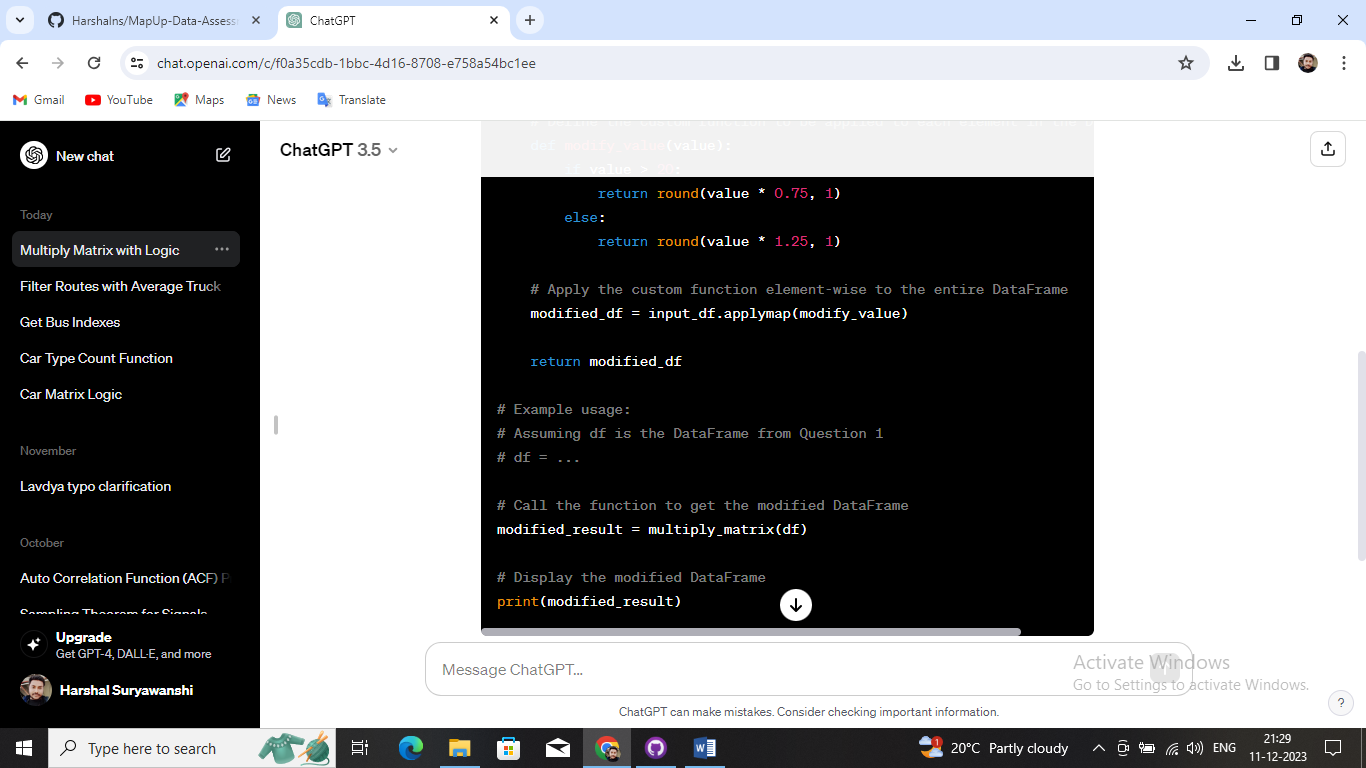 HarshaIns/MapUp-Data-Assess
ChatGPT
chat.openai.com/c/f0a35cdb-1bbc-4d16-8708-e758a54bc1ee
Gmail
YouTube
Maps
News
Translate
New chat
Today
Multiply Matrix with Logic
Filter Routes with Average Truck
Get Bus Indexes
Car Type Count Function
Car Matrix Logic
November
Lavdya typo clarification
October
Auto Correlation Function (ACF) P
Sampling Theorem for Signals
Upgrade
Get GPT-4, DALL·E, and more
Harshal Suryawanshi
ChatGPT 3.5
def modify_value(value):
if value > 20:
return round(value * 0.75, 1)
else:
return round(value * 1.25, 1)
# Apply the custom function element-wise to the entire DataFrame
modified_df = input_df.applymap(modify_value)
return modified_df
# Example usage:
# Assuming df is the DataFrame from Question 1
# df = ...
# Call the function to get the modified DataFrame
modified_result = multiply_matrix(df)
# Display the modified DataFrame
print(modified_result)
Message ChatGPT...
Activate Windows
Go to Settings to activate Windows.
ChatGPT can make mistakes. Consider checking important information.
?
Type here to search
20°C Partly cloudy
ENG
21:29
11-12-2023